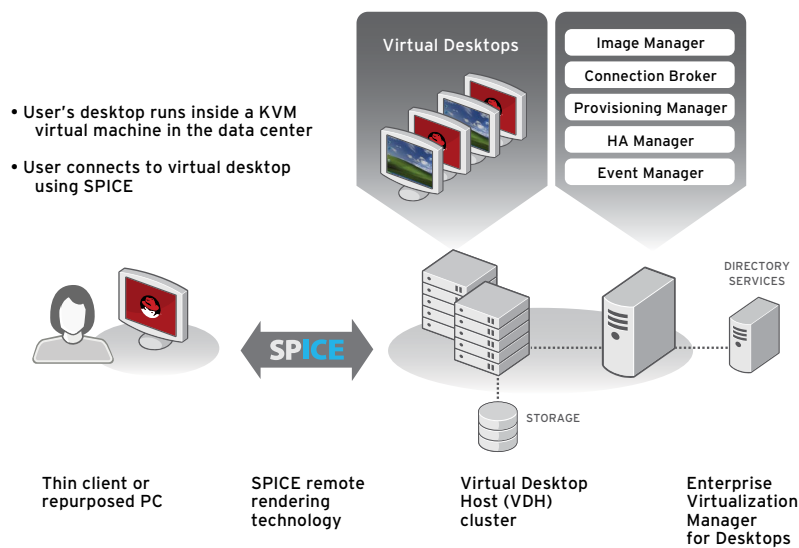 Virtual Desktops
Image Manager
Connection Broker
Provisioning Manager
HA Manager
Event Manager
• User's desktop runs inside a KVM
virtual machine in the data center
• User connects to virtual desktop
using SPICE
DIRECTORY
SERVICES
SPICE
STORAGE
Thin client or
repurposed PC
SPICE remote
rendering
technology
Virtual Desktop
Host (VDH)
cluster
Enterprise
Virtualization
Manager
for Desktops